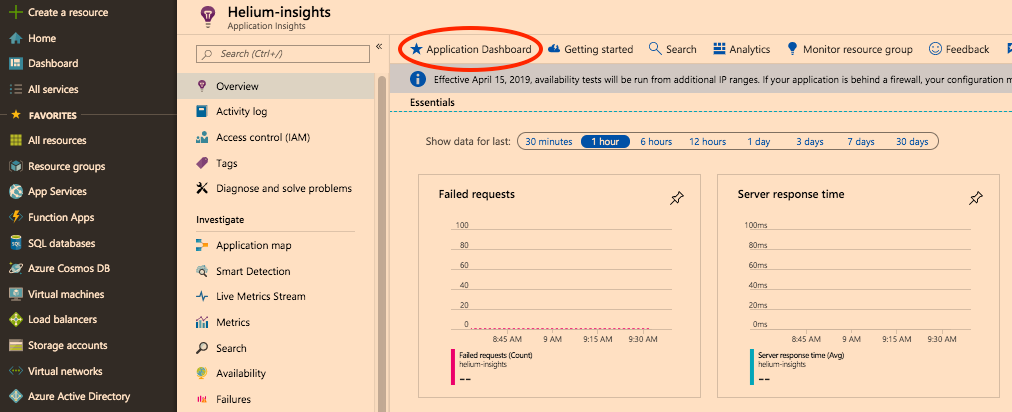 Create a resource
Home
Dashboard
All services
FAVORITES
All resources
Resource groups
App Services
Function Apps
SQL databases
Azure Cosmos DB
Virtual machines
Load balancers
Storage accounts
Virtual networks
Azure Active Directory
Helium-insights
Application Insights
Search (Ctrl+/)
«
Overview
Activity log
Access control (IAM)
Tags
Diagnose and solve problems
Investigate
Application map
Smart Detection
Live Metrics Stream
Metrics
Search
Availability
Failures
Application Dashboard
Getting started
Search
Analytics
Monitor resource group
Feedback
Effective April 15, 2019, availability tests will be run from additional IP ranges. If your application is behind a firewall, your configuration m
Essentials
Show data for last:
30 minutes
1 hour
6 hours
12 hours
1 day
3 days
7 days
30 days
Failed requests
100
80
60
40
20
0
8:45 AM
9 AM
9:15 AM
9:30 AM
Failed requests (Count)
helium-insights
--
Server response time
100ms
80ms
60ms
40ms
20ms
0ms
8:45 AM
9 AM
9:15 AM
9:30 AM
Server response time (Avg)
helium-insights
--